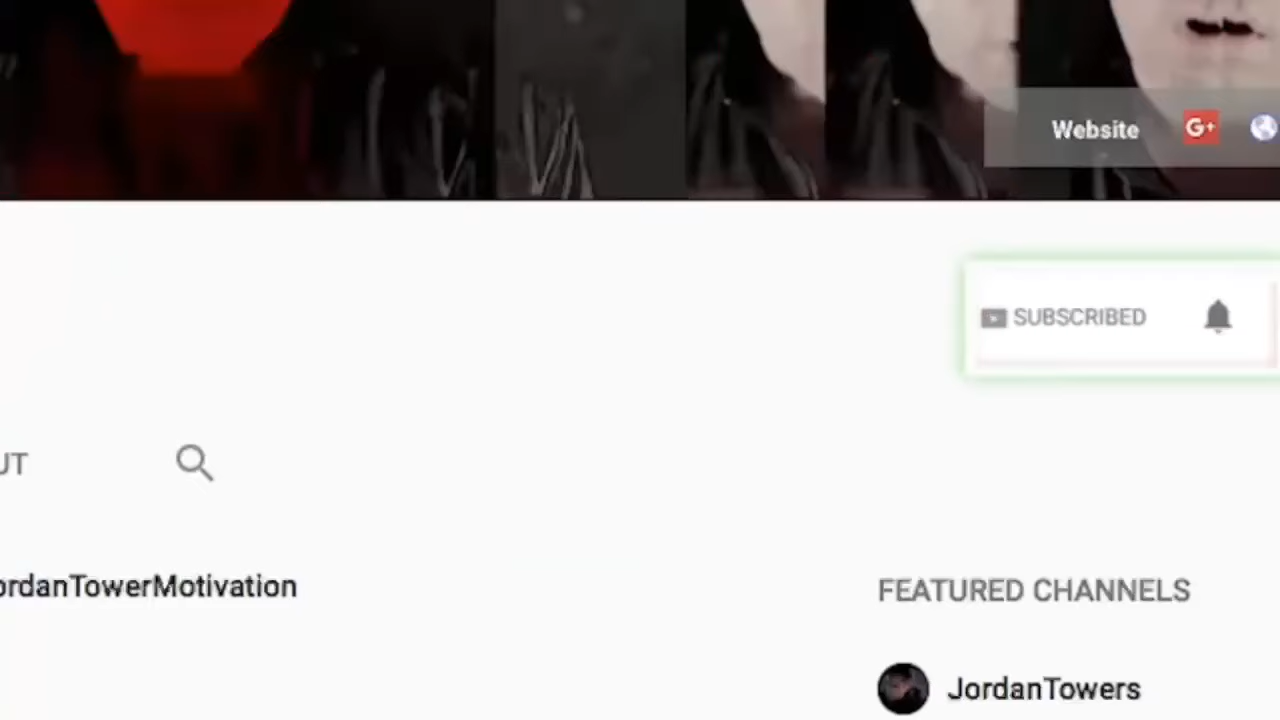 Website G+
SUBSCRIBED
UT
ordanTowerMotivation
FEATURED CHANNELS
JordanTowers